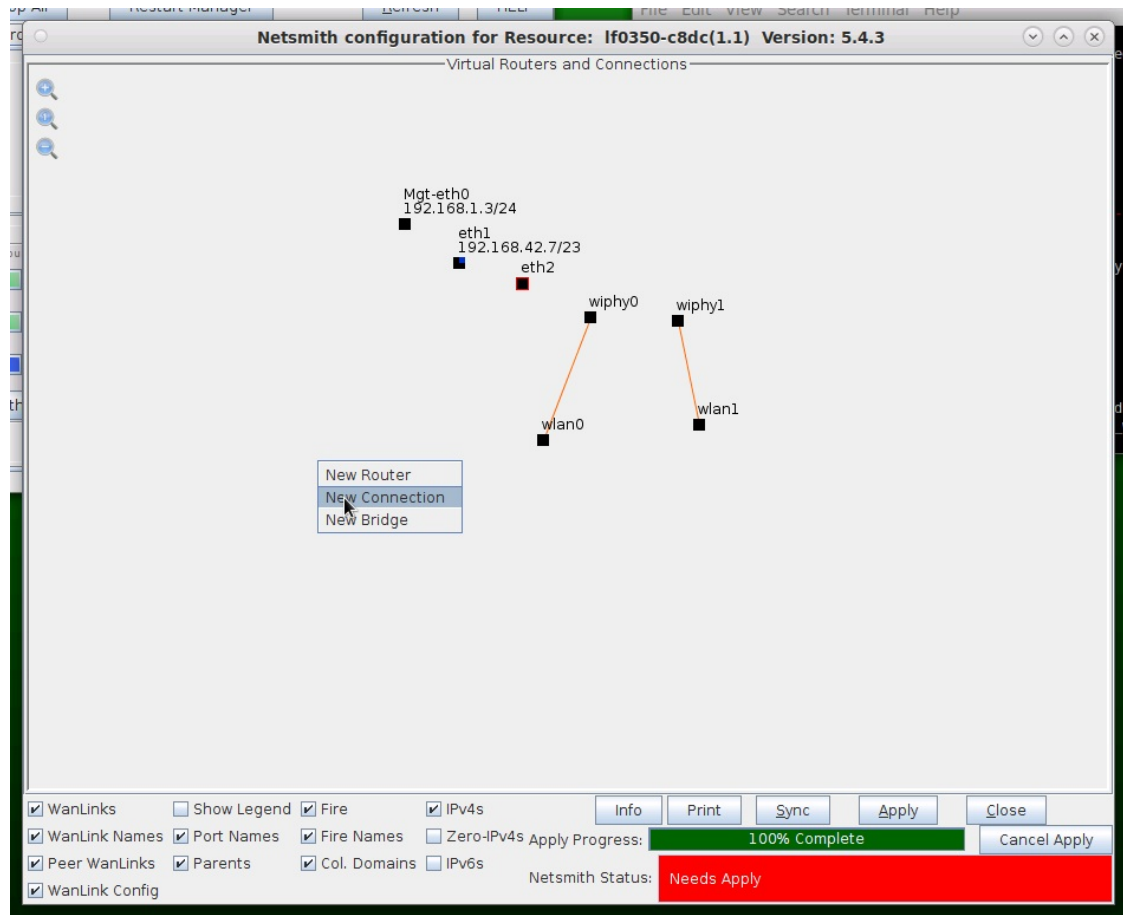 Restart Manager
Refresh
HELP
File Edit View Search Terminal Help
Netsmith configuration for Resource: lf0350-c8dc(1.1) Version: 5.4.3
Virtual Routers and Connections
Mgt-eth0
192.168.1.3/24
eth1
192.168.42.7/23
eth2
wiphy0
wiphy1
wlan0
wlan1
New Router
New Connection
New Bridge
WanLinks Show Legend Fire IPv4s Info Print Sync Apply Close
WanLink Names Port Names Fire Names Zero-IPv4s Apply Progress: 100% Complete Cancel Apply
Peer WanLinks Parents Col. Domains IPv6s
Netsmith Status: Needs Apply
WanLink Config